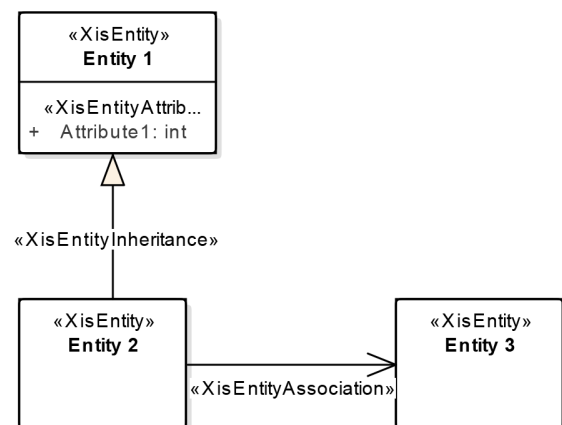 «XisEntity»
Entity 1
«XisEntityAttrib...
+ Attribute1: int
«XisEntityInheritance»
«XisEntity»
Entity 2
«XisEntity»
Entity 3
«XisEntityAssociation»